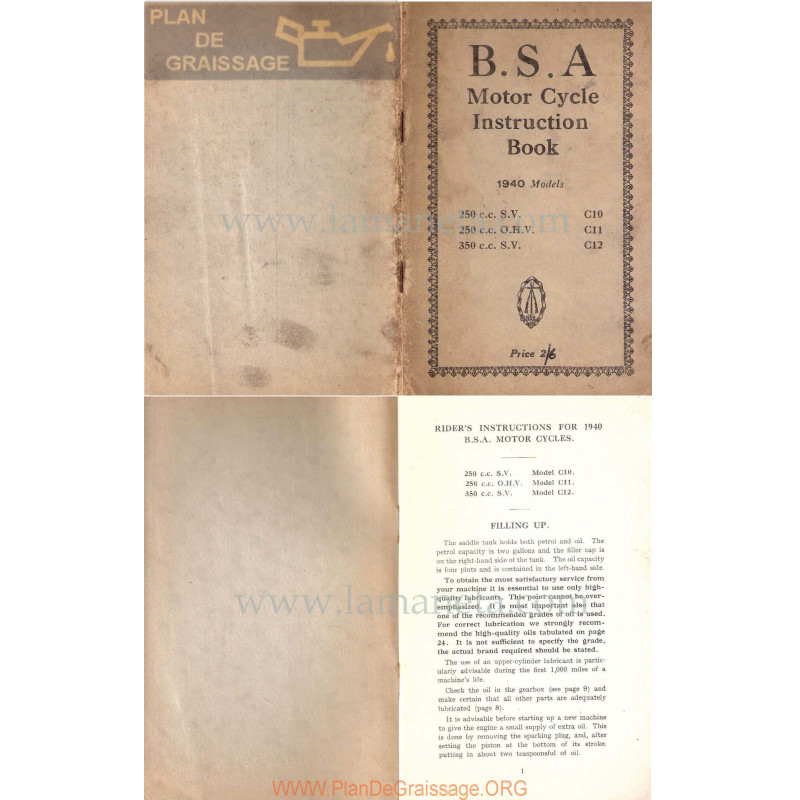 PLAN
DE
GRAISSAGE
B.S.A
Motor Cycle
Instruction
Book
1940 Models
250 c.c. S.V. C10
250 c.c. O.H.V. C11
350 c.c. S.V. C12
Price 2/6
www.lamaneta.com
RIDER'S INSTRUCTIONS FOR 1940
B.S.A. MOTOR CYCLES.
250 c.c. S.V. Model C10.
250 c.c. O.H.V. Model C11.
350 c.c. S.V. Model C12.
FILLING UP.
The saddle tank holds both petrol and oil. The
petrol capacity is two gallons and the filler cap is
on the right-hand side of the tank. The oil capacity
is four pints and is contained in the left-hand side.
To obtain the most satisfactory service from
your machine it is essential to use only high-
quality lubricants. This point cannot be over-
emphasized. It is most important that
one of the recommended grades of oil is used.
For correct lubrication we strongly recom-
mend the high-quality oils tabulated on page
24. It is not sufficient to specify the grade,
the actual brand required should be stated.
The use of an upper-cylinder lubricant is partic-
ularly advisable during the first 1,000 miles of a
machine's life.
Check the oil in the gearbox (see page 9) and
make certain that all other parts are adequately
lubricated (page 8).
It is advisable before starting up a new machine
to give the engine a small supply of extra oil. This
is done by removing the sparking plug, and, after
setting the piston at the bottom of its stroke,
putting in about two teaspoonsful of oil.
1
www.lamaneta.com
www.PlanDeGraissage.ORG